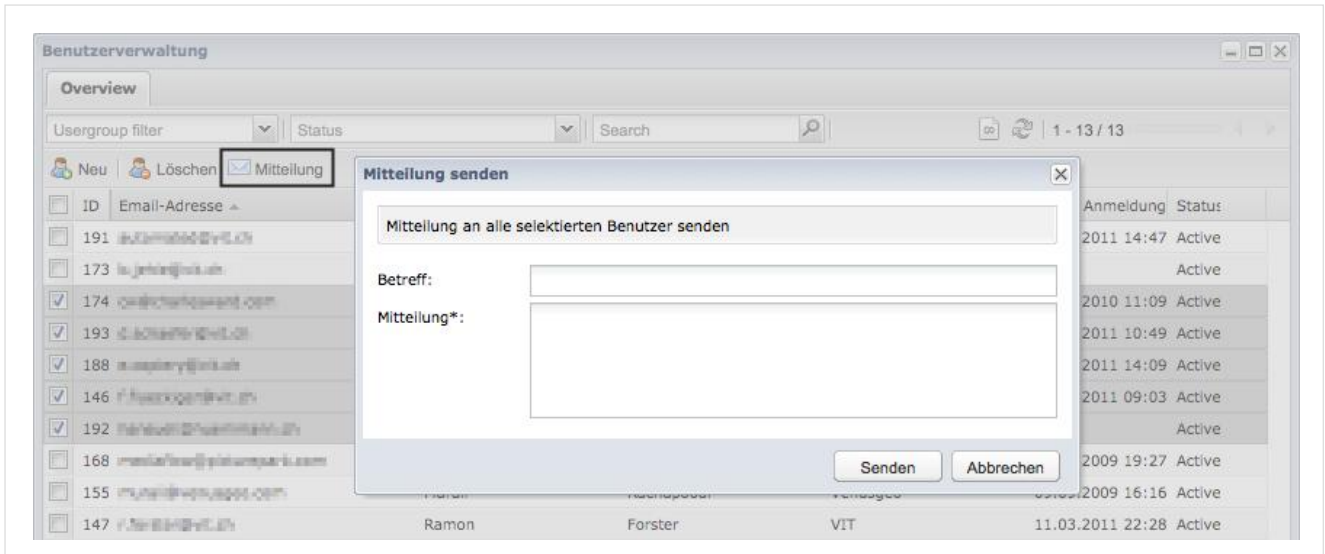 Benutzerverwaltung
Overview
Usergroup filter Status Search 1 - 13 / 13
Neu Löschen Mitteilung
Mitteilung senden
ID Email-Adresse Anmeldung Status
Mitteilung an alle selektierten Benutzer senden
191 2011 14:47 Active
173 Active
Betreff:
174 2010 11:09 Active
Mitteilung*:
193 2011 10:49 Active
188 2011 14:09 Active
146 2011 09:03 Active
192 Active
168 2009 19:27 Active
Senden Abbrechen
155 2009 16:16 Active
147 Ramon Forster VIT 11.03.2011 22:28 Active